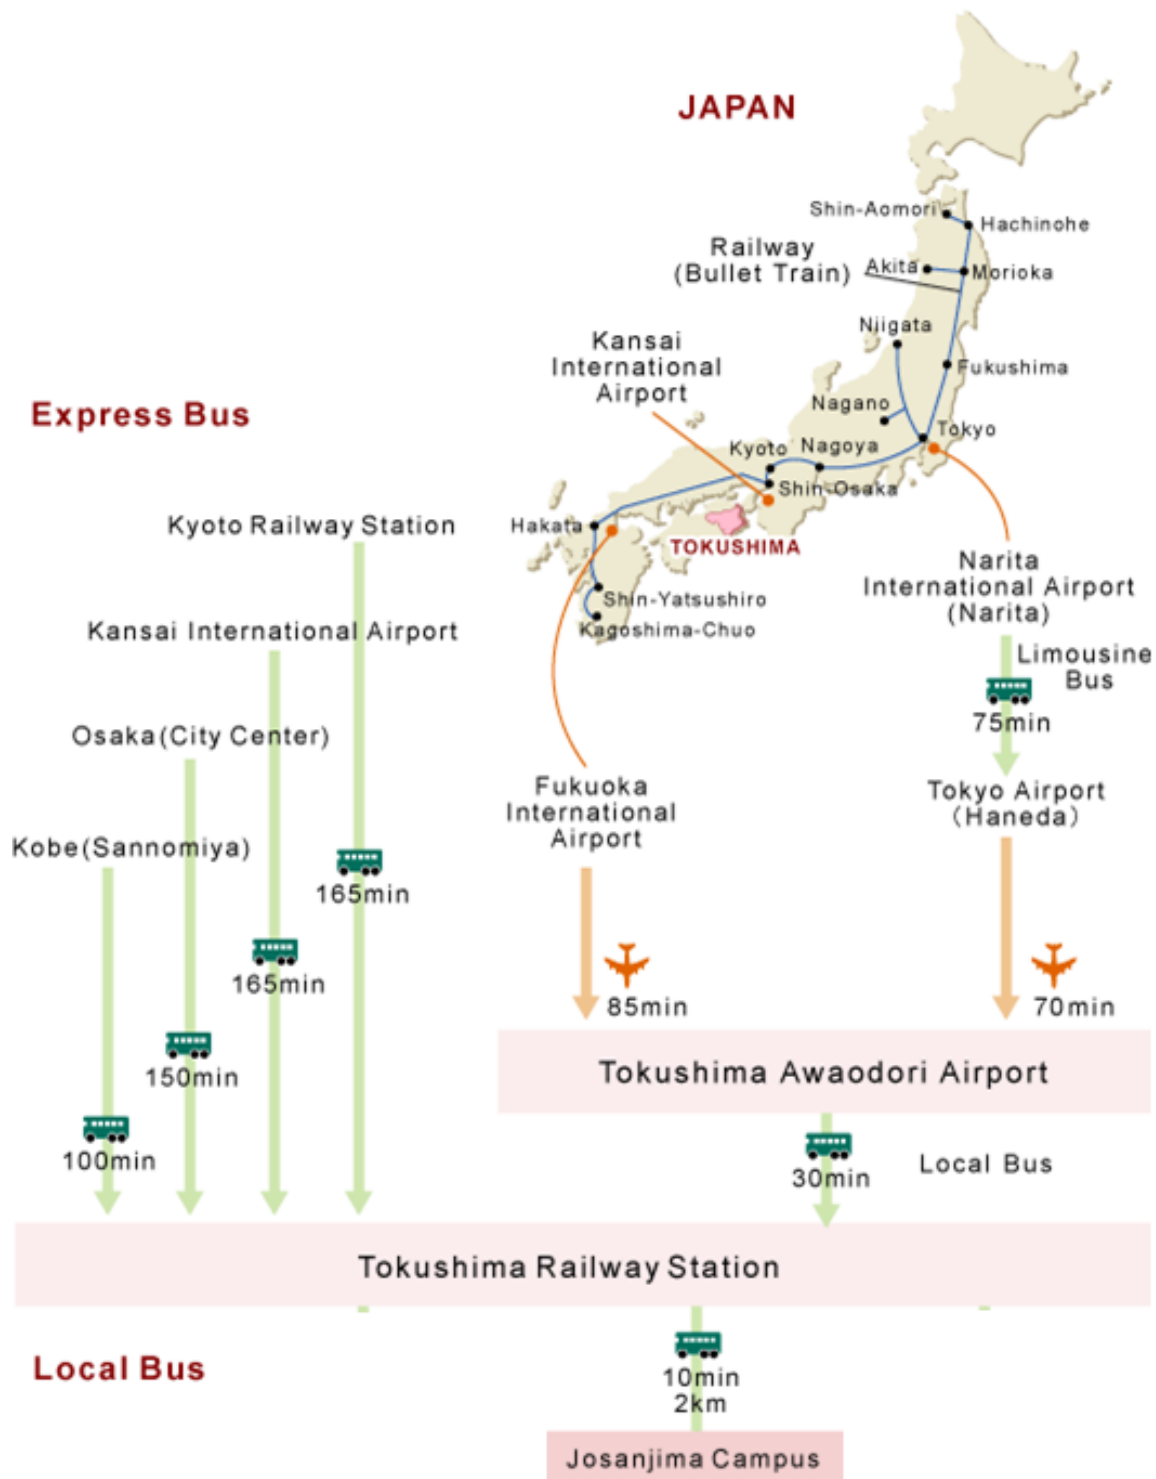 JAPAN
Shin-Aomori
Hachinohe
Railway
(Bullet Train)
Akita
Morioka
Niigata
Kansai
International
Airport
Fukushima
Nagano
Express Bus
Tokyo
Kyoto
Nagoya
Shin-Osaka
Kyoto Railway Station
Hakata
TOKUSHIMA
Narita
International Airport
(Narita)
Shin-Yatsushiro
Kagoshima-Chuo
Kansai International Airport
Limousine
Bus
75min
Osaka(City Center)
Fukuoka
International
Airport
Tokyo Airport
(Haneda)
Kobe(Sannomiya)
165min
165min
85min
70min
150min
Tokushima Awaodori Airport
100min
30min
Local Bus
Tokushima Railway Station
Local Bus
10min
2km
Josanjima Campus